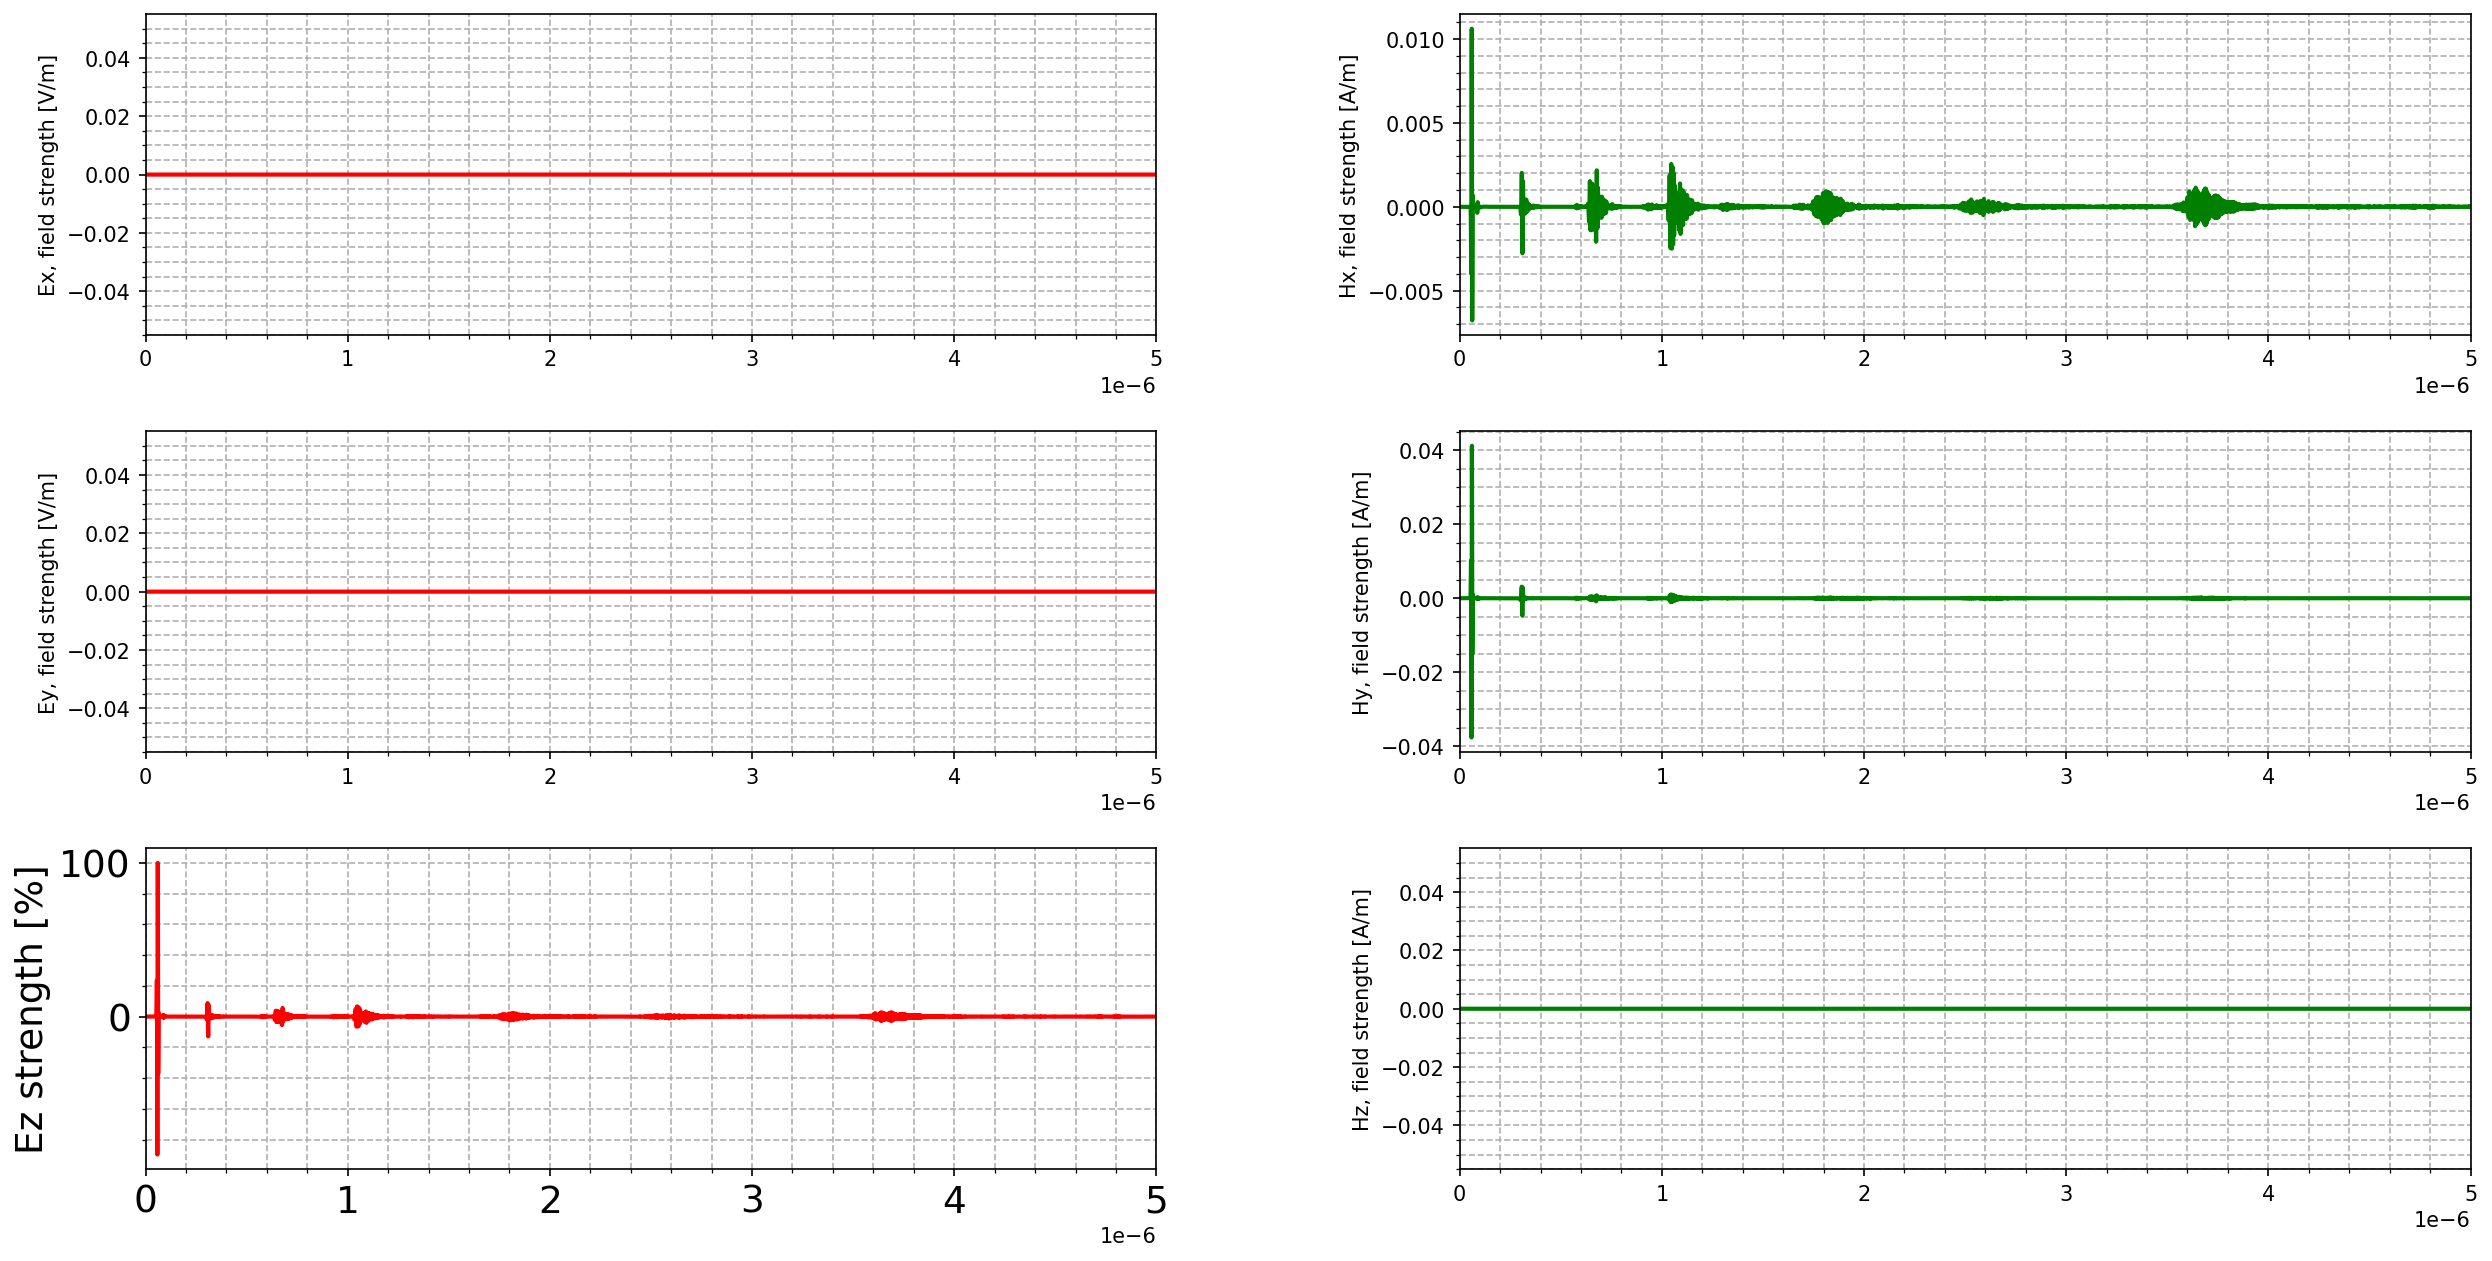 Ex, field strength [V/m]
0.04
0.02
0.00
−0.02
−0.04
0 1 2 3 4 5
1e−6
Hx, field strength [A/m]
0.010
0.005
0.000
−0.005
0 1 2 3 4 5
1e−6
Ey, field strength [V/m]
0.04
0.02
0.00
−0.02
−0.04
0 1 2 3 4 5
1e−6
Hy, field strength [A/m]
0.04
0.02
0.00
−0.02
−0.04
0 1 2 3 4 5
1e−6
Ez strength [%]
100
0
0 1 2 3 4 5
1e−6
Hz, field strength [A/m]
0.04
0.02
0.00
−0.02
−0.04
0 1 2 3 4 5
1e−6